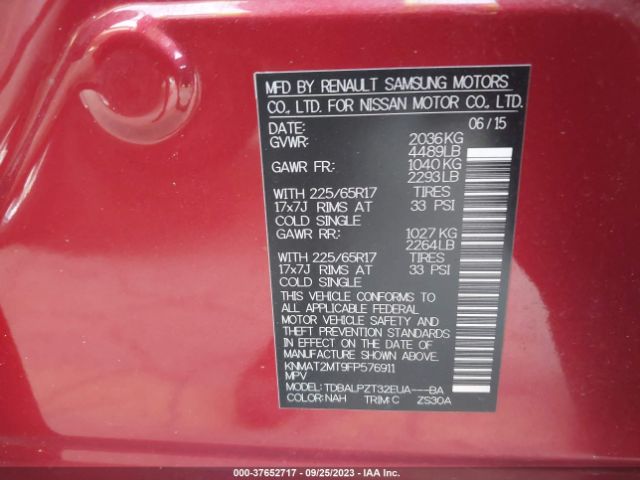 MFD BY RENAULT SAMSUNG MOTORS
CO., LTD. FOR NISSAN MOTOR CO., LTD.
DATE: 06/15
GVWR: 2036KG
4489LB
GAWR FR: 1040KG
2293LB
WITH 225/65R17 TIRES
17x7J RIMS AT 33 PSI
COLD SINGLE
GAWR RR: 1027KG
2264LB
WITH 225/65R17 TIRES
17x7J RIMS AT 33 PSI
COLD SINGLE
THIS VEHICLE CONFORMS TO
ALL APPLICABLE FEDERAL
MOTOR VEHICLE SAFETY AND
THEFT PREVENTION STANDARDS
IN EFFECT ON THE DATE OF
MANUFACTURE SHOWN ABOVE.
KNMAT2MT9FP576911
MPV
MODEL: TDBALPZT32EUA---BA
COLOR: NAH TRIM: C ZS30A
000-37652717 - 09/25/2023 - IAA Inc.